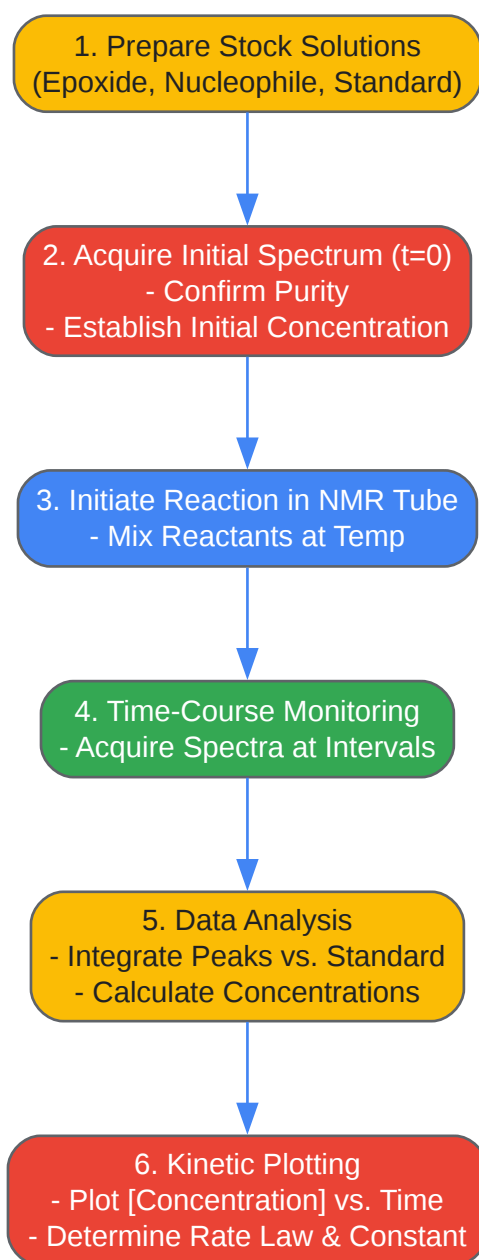 1. Prepare Stock Solutions
(Epoxide, Nucleophile, Standard)
2. Acquire Initial Spectrum (t=0)
- Confirm Purity
- Establish Initial Concentration
3. Initiate Reaction in NMR Tube
- Mix Reactants at Temp
4. Time-Course Monitoring
- Acquire Spectra at Intervals
5. Data Analysis
- Integrate Peaks vs. Standard
- Calculate Concentrations
6. Kinetic Plotting
- Plot [Concentration] vs. Time
- Determine Rate Law & Constant